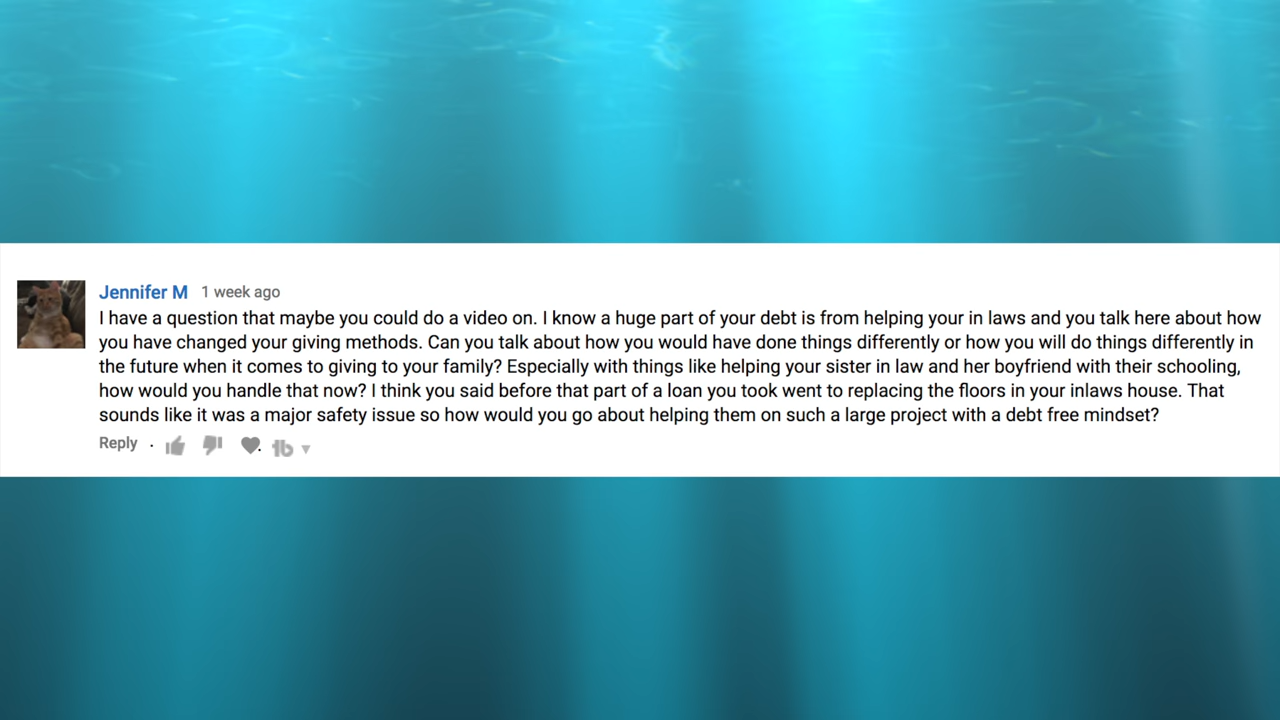 Jennifer M 1 week ago
I have a question that maybe you could do a video on. I know a huge part of your debt is from helping your in laws and you talk here about how
you have changed your giving methods. Can you talk about how you would have done things differently or how you will do things differently in
the future when it comes to giving to your family? Especially with things like helping your sister in law and her boyfriend with their schooling,
how would you handle that now? I think you said before that part of a loan you took went to replacing the floors in your inlaws house. That
sounds like it was a major safety issue so how would you go about helping them on such a large project with a debt free mindset?
Reply